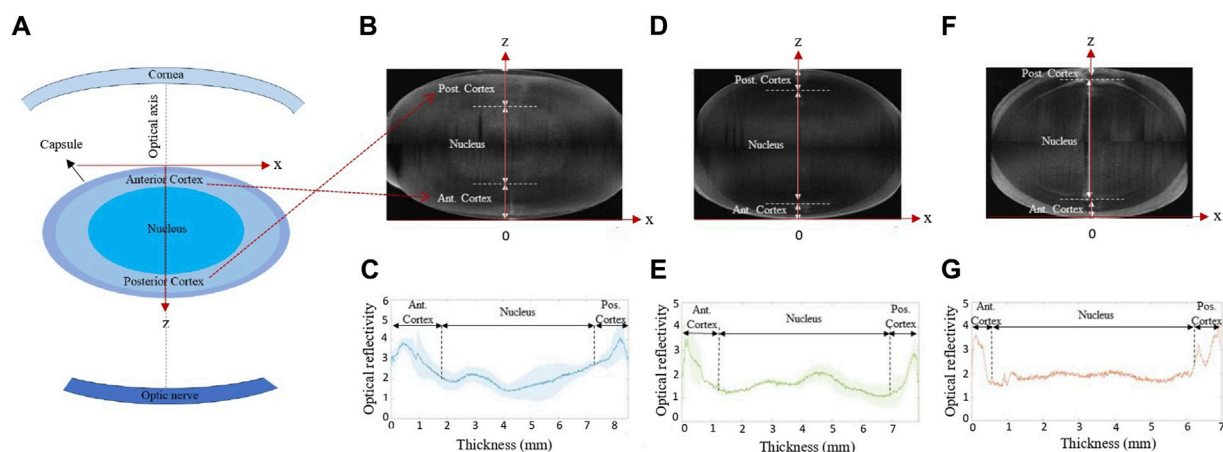 A
Cornea
Optical axis
Capsule
x
Anterior Cortex
Nucleus
Posterior Cortex
z
Optic nerve
B
z
Post. Cortex
Nucleus
Ant. Cortex
x
0
C
6
5
4
3
2
1
0
Optical reflectivity
Ant.
Cortex
Nucleus
Pos.
Cortex
0 1 2 3 4 5 6 7 8
Thickness (mm)
D
z
Post. Cortex
Nucleus
Ant. Cortex
x
0
E
5
4
3
2
1
0
Optical reflectivity
Ant.
Cortex
Nucleus
Pos.
Cortex
0 1 2 3 4 5 6 7
Thickness (mm)
F
z
Post. Cortex
Nucleus
Ant. Cortex
x
0
G
5
4
3
2
1
0
Optical reflectivity
Ant.
Cortex
Nucleus
Pos.
Cortex
0 1 2 3 4 5 6 7
Thickness (mm)